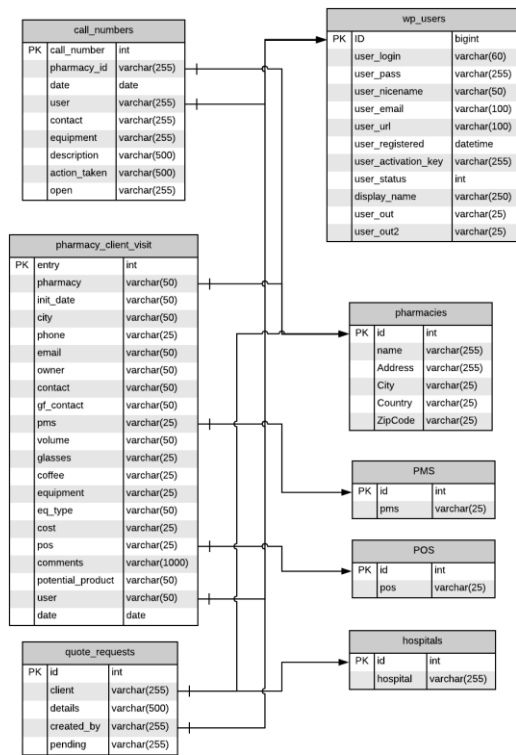 call_numbers
PK call_number int
pharmacy_id varchar(255)
date date
user varchar(255)
contact varchar(255)
equipment varchar(255)
description varchar(500)
action_taken varchar(500)
open varchar(255)
wp_users
PK ID bigint
user_login varchar(60)
user_pass varchar(255)
user_nicename varchar(50)
user_email varchar(100)
user_url varchar(100)
user_registered datetime
user_activation_key varchar(255)
user_status int
display_name varchar(250)
user_out varchar(25)
user_out2 varchar(25)
pharmacy_client_visit
PK entry int
pharmacy varchar(50)
init_date varchar(50)
city varchar(50)
phone varchar(25)
email varchar(50)
owner varchar(50)
contact varchar(50)
gf_contact varchar(50)
pms varchar(25)
volume varchar(50)
glasses varchar(25)
coffee varchar(25)
equipment varchar(25)
eq_type varchar(50)
cost varchar(25)
pos varchar(25)
comments varchar(1000)
potential_product varchar(50)
user varchar(50)
date date
pharmacies
PK id int
name varchar(255)
Address varchar(255)
City varchar(25)
Country varchar(25)
ZipCode varchar(25)
PMS
PK id int
pms varchar(25)
POS
PK id int
pos varchar(25)
hospitals
PK id int
hospital varchar(255)
quote_requests
PK id int
client varchar(255)
details varchar(500)
created_by varchar(255)
pending varchar(255)